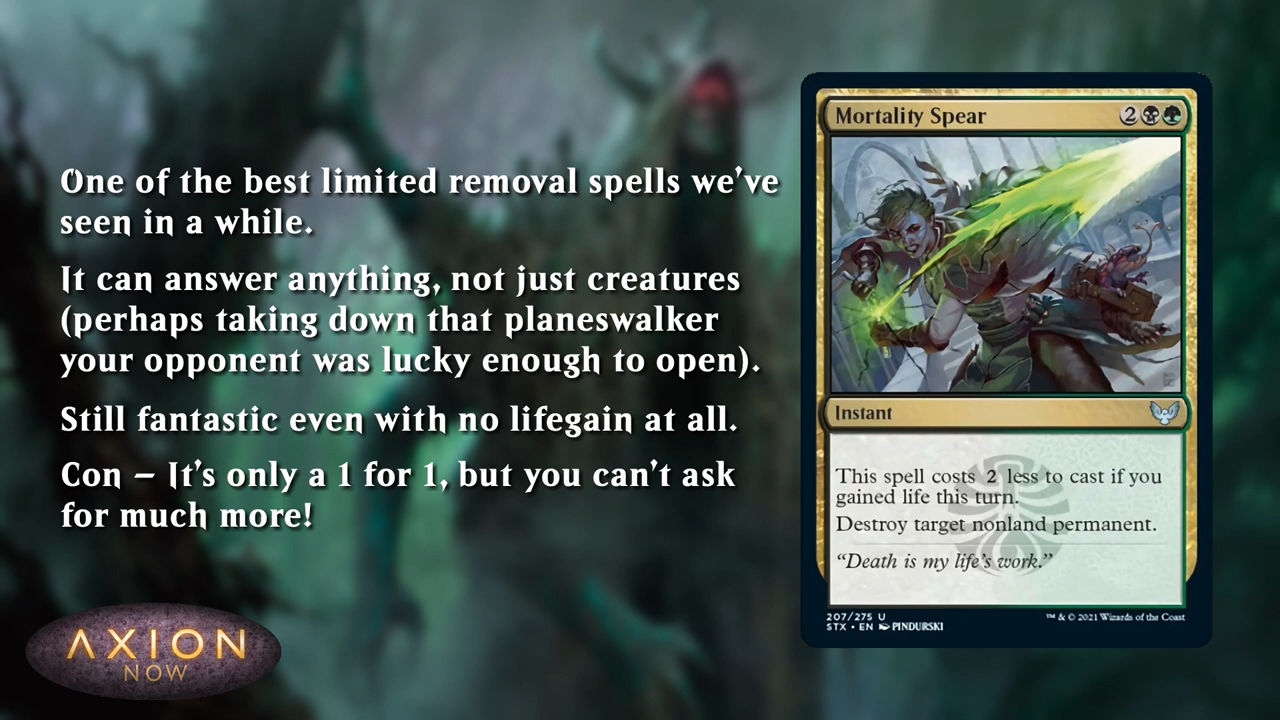 One of the best limited removal spells we've
seen in a while.
It can answer anything, not just creatures
(perhaps taking down that planeswalker
your opponent was lucky enough to open).
Still fantastic even with no lifegain at all.
Con – It's only a 1 for 1, but you can't ask
for much more!
AXION
NOW
Mortality Spear
2
Instant
This spell costs 2 less to cast if you
gained life this turn.
Destroy target nonland permanent.
“Death is my life's work.”
207/275 U
STX • EN PINDURSKI
™ & © 2021 Wizards of the Coast